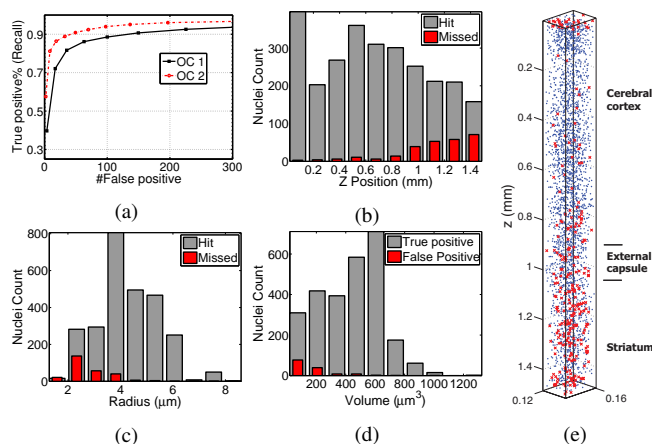 0.9
0.7
0.5
0.3
True positive% (Recall)
OC 1
OC 2
0
100
200
300
#False positive
(a)
400
300
200
100
0
Nuclei Count
Hit
Missed
0.2 0.4 0.6 0.8 1 1.2 1.4
Z Position (mm)
(b)
800
600
400
200
0
Nuclei Count
Hit
Missed
2
4
6
8
Radius (μm)
(c)
600
400
200
0
Nuclei Count
True positive
False Positive
200 400 600 800 1000 1200
Volume (μm³)
(d)
0.2
0.4
0.6
0.8
1
1.2
1.4
z (mm)
0.12
0.16
Cerebral
cortex
External
capsule
Striatum
(e)